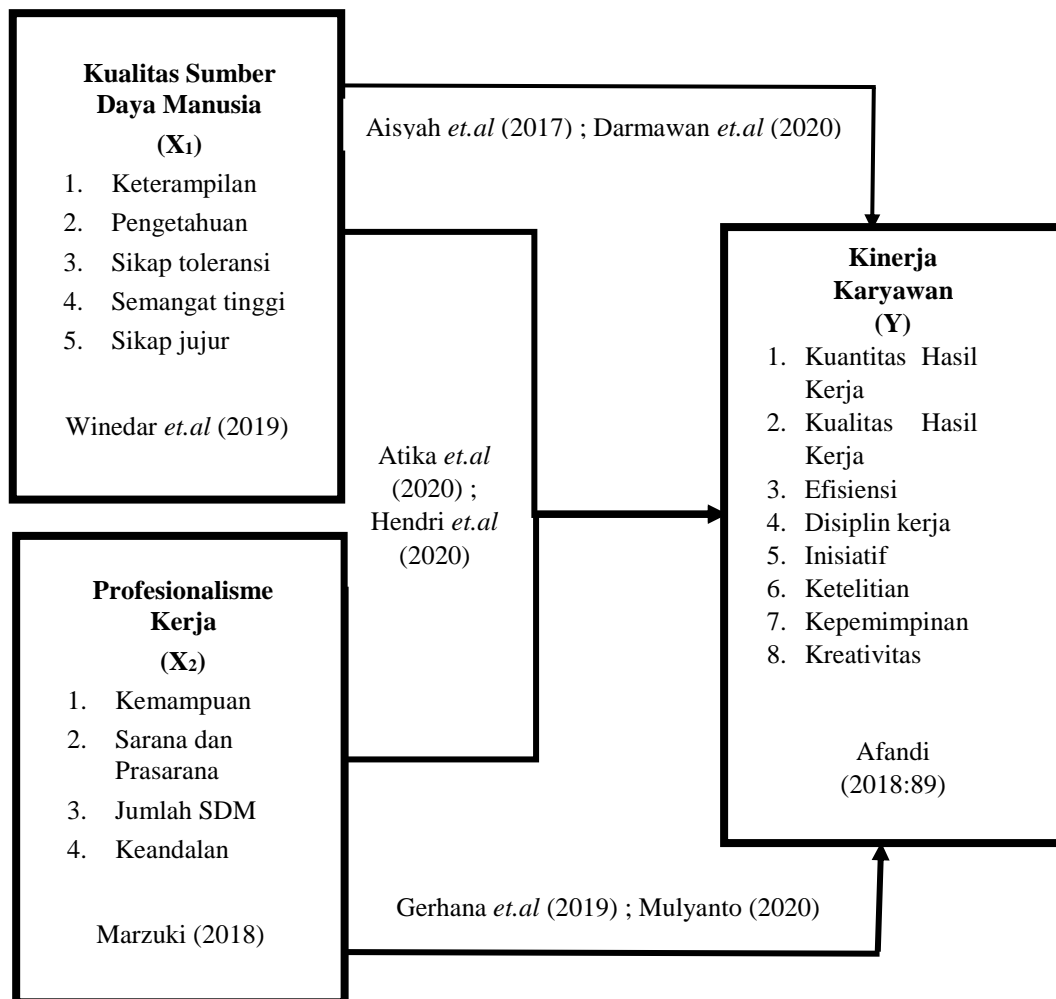 Kualitas Sumber
Daya Manusia
(X1)
1. Keterampilan
2. Pengetahuan
3. Sikap toleransi
4. Semangat tinggi
5. Sikap jujur
Winedar et.al (2019)
Aisyah et.al (2017) ; Darmawan et.al (2020)
Atika et.al
(2020) ;
Hendri et.al
(2020)
Profesionalisme
Kerja
(X2)
1. Kemampuan
2. Sarana dan
Prasarana
3. Jumlah SDM
4. Keandalan
Marzuki (2018)
Gerhana et.al (2019) ; Mulyanto (2020)
Kinerja
Karyawan
(Y)
1. Kuantitas Hasil
Kerja
2. Kualitas Hasil
Kerja
3. Efisiensi
4. Disiplin kerja
5. Inisiatif
6. Ketelitian
7. Kepemimpinan
8. Kreativitas
Afandi
(2018:89)